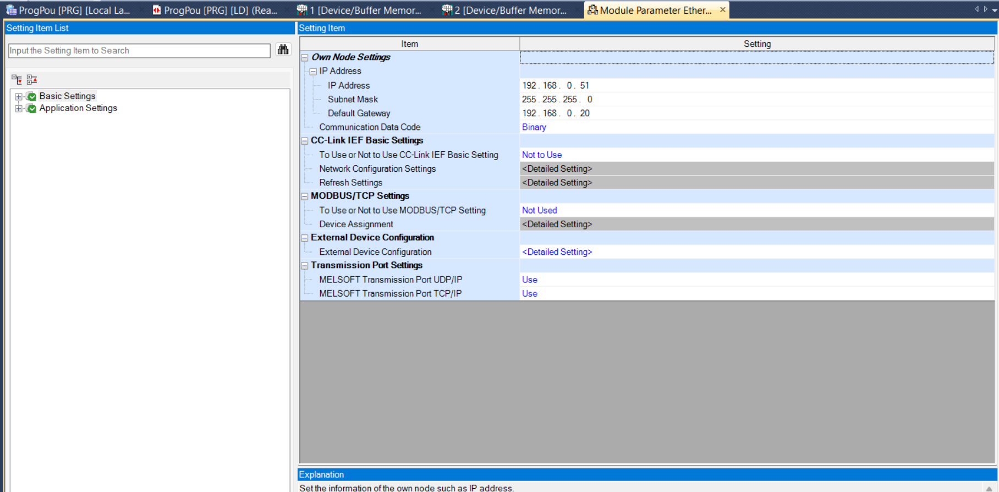 ProgPou [PRG] [Local La... ProgPou [PRG] [LD] (Rea... 1 [Device/Buffer Memor... 2 [Device/Buffer Memor... Module Parameter Ether...
Setting Item List
Input the Setting Item to Search
Basic Settings
Application Settings
Setting Item
Item Setting
Own Node Settings
IP Address
IP Address 192 . 168 . 0 . 51
Subnet Mask 255 . 255 . 255 . 0
Default Gateway 192 . 168 . 0 . 20
Communication Data Code Binary
CC-Link IEF Basic Settings
To Use or Not to Use CC-Link IEF Basic Setting Not to Use
Network Configuration Settings <Detailed Setting>
Refresh Settings <Detailed Setting>
MODBUS/TCP Settings
To Use or Not to Use MODBUS/TCP Setting Not Used
Device Assignment <Detailed Setting>
External Device Configuration
External Device Configuration <Detailed Setting>
Transmission Port Settings
MELSOFT Transmission Port UDP/IP Use
MELSOFT Transmission Port TCP/IP Use
Explanation
Set the information of the own node such as IP address.